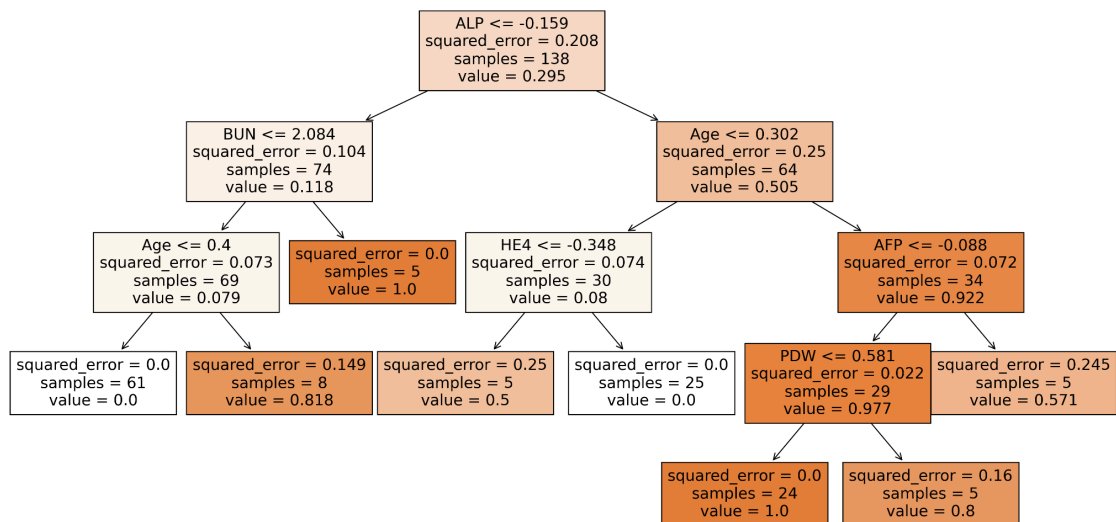 ALP <= -0.159
squared_error = 0.208
samples = 138
value = 0.295
BUN <= 2.084
squared_error = 0.104
samples = 74
value = 0.118
Age <= 0.302
squared_error = 0.25
samples = 64
value = 0.505
Age <= 0.4
squared_error = 0.073
samples = 69
value = 0.079
squared_error = 0.0
samples = 5
value = 1.0
HE4 <= -0.348
squared_error = 0.074
samples = 30
value = 0.08
AFP <= -0.088
squared_error = 0.072
samples = 34
value = 0.922
squared_error = 0.0
samples = 61
value = 0.0
squared_error = 0.149
samples = 8
value = 0.818
squared_error = 0.25
samples = 5
value = 0.5
squared_error = 0.0
samples = 25
value = 0.0
PDW <= 0.581
squared_error = 0.022
samples = 29
value = 0.977
squared_error = 0.245
samples = 5
value = 0.571
squared_error = 0.0
samples = 24
value = 1.0
squared_error = 0.16
samples = 5
value = 0.8